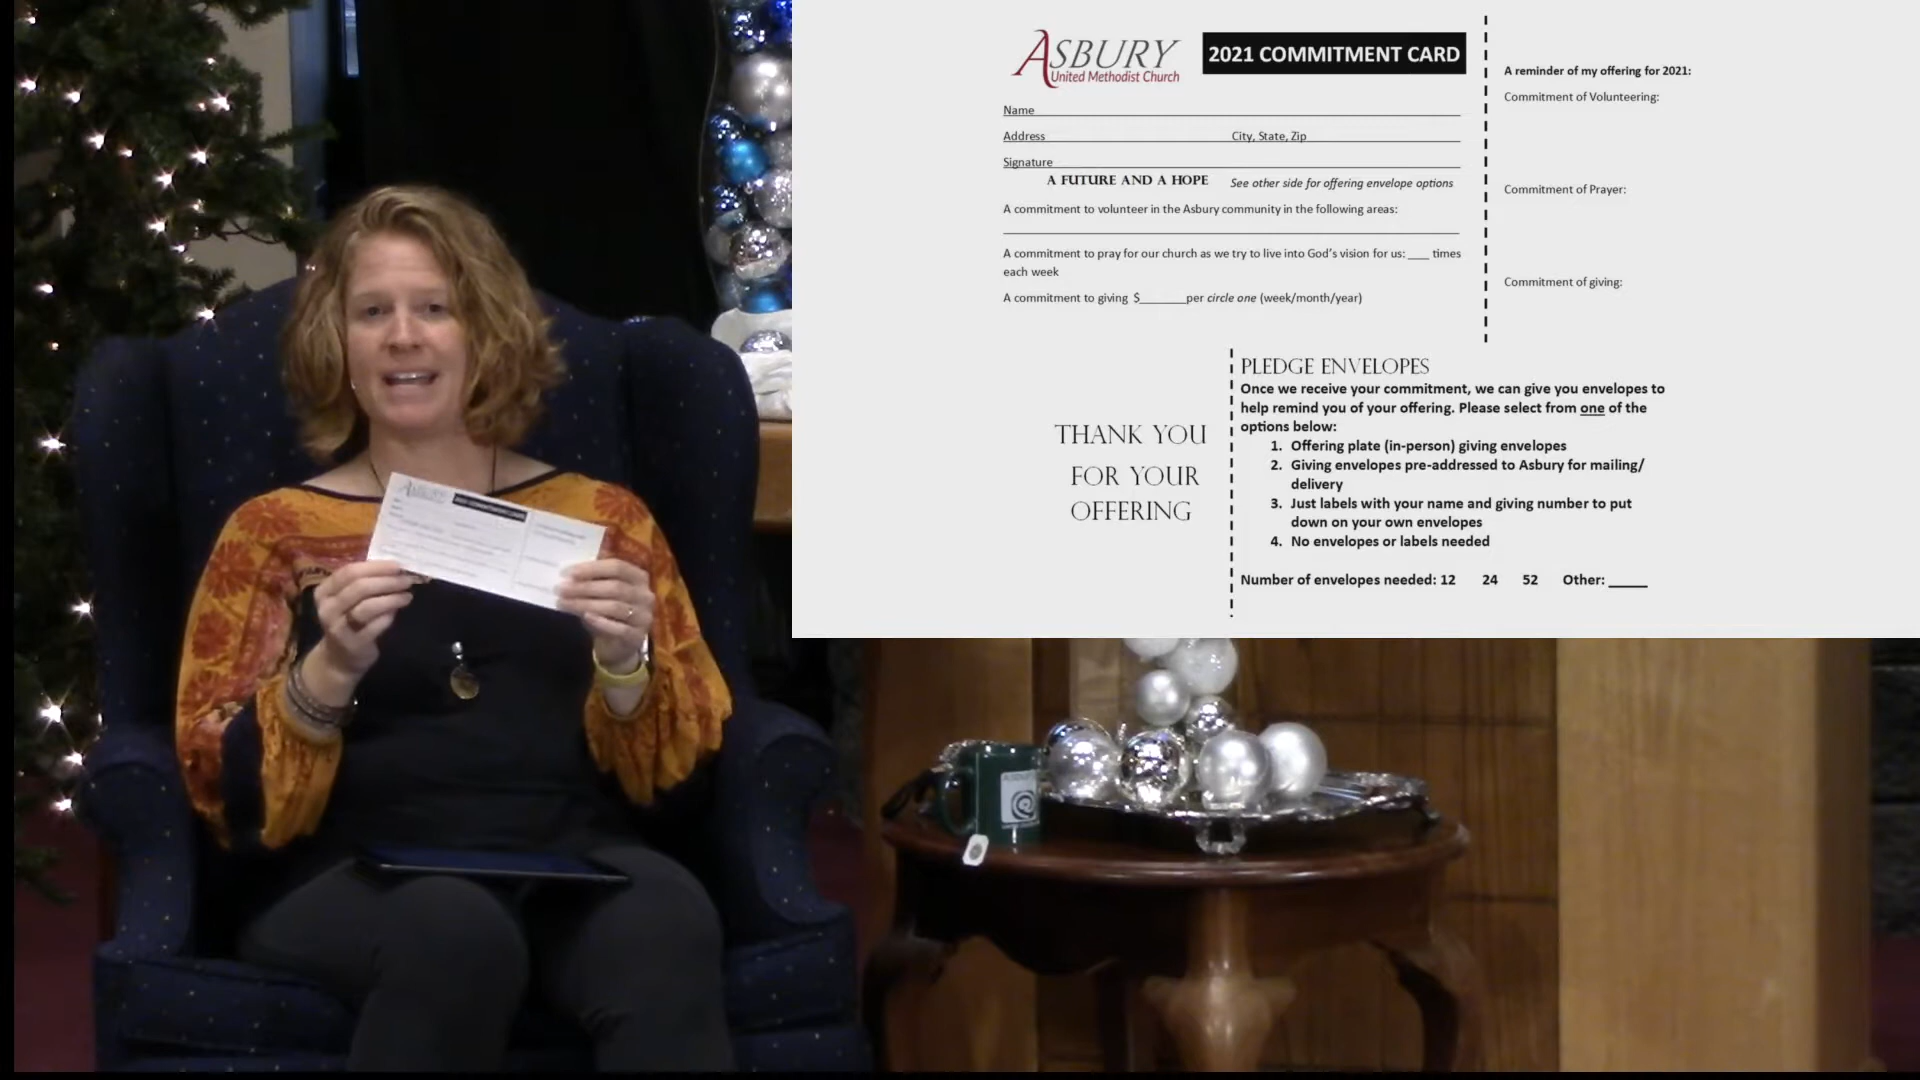 ASBURY
United Methodist Church
2021 COMMITMENT CARD
Name
Address City, State, Zip
Signature
A FUTURE AND A HOPE See other side for offering envelope options
A commitment to volunteer in the Asbury community in the following areas:
A commitment to pray for our church as we try to live into God's vision for us: ___ times
each week
A commitment to giving $_______per circle one (week/month/year)
A reminder of my offering for 2021:
Commitment of Volunteering:
Commitment of Prayer:
Commitment of giving:
THANK YOU
FOR YOUR
OFFERING
PLEDGE ENVELOPES
Once we receive your commitment, we can give you envelopes to
help remind you of your offering. Please select from one of the
options below:
1. Offering plate (in-person) giving envelopes
2. Giving envelopes pre-addressed to Asbury for mailing/
delivery
3. Just labels with your name and giving number to put
down on your own envelopes
4. No envelopes or labels needed
Number of envelopes needed: 12 24 52 Other: _____
2021 COMMITMENT CARD